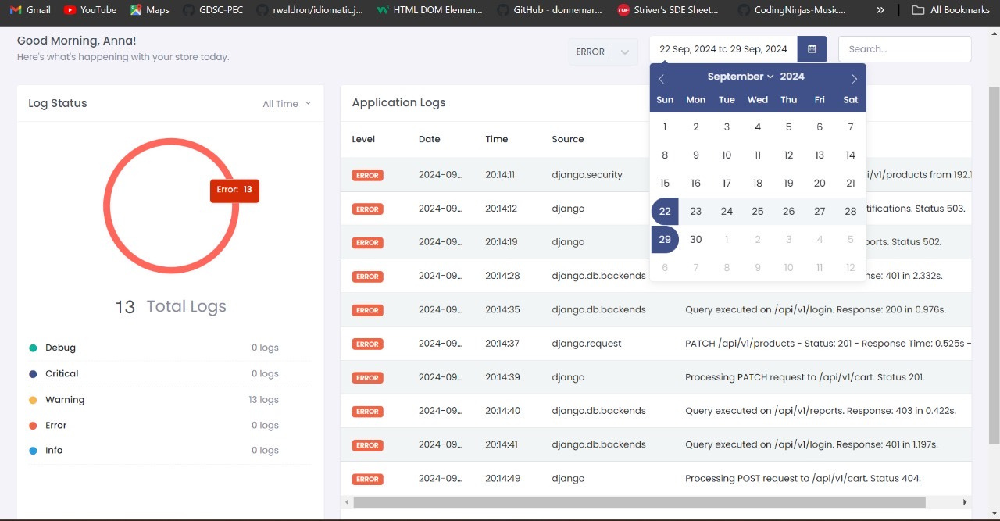 Gmail YouTube Maps GDSC-PEC rwaldron/idiomatic.j... HTML DOM Elemen... GitHub - donnemar... Striver's SDE Sheet... CodingNinjas-Music... » All Bookmarks
Good Morning, Anna!
Here's what's happening with your store today.
ERROR
22 Sep, 2024 to 29 Sep, 2024
Search...
September 2024
Sun Mon Tue Wed Thu Fri Sat
1 2 3 4 5 6 7
8 9 10 11 12 13 14
15 16 17 18 19 20 21
22 23 24 25 26 27 28
29 30 1 2 3 4 5
6 7 8 9 10 11 12
Log Status
All Time
Error: 13
13 Total Logs
Debug 0 logs
Critical 0 logs
Warning 13 logs
Error 0 logs
Info 0 logs
Application Logs
Level Date Time Source
ERROR 2024-09... 20:14:11 django.security i/v1/products from 192.1
ERROR 2024-09... 20:14:12 django tifications. Status 503.
ERROR 2024-09... 20:14:19 django ports. Status 502.
ERROR 2024-09... 20:14:28 django.db.backends nse: 401 in 2.332s.
ERROR 2024-09... 20:14:35 django.db.backends Query executed on /api/v1/login. Response: 200 in 0.976s.
ERROR 2024-09... 20:14:37 django.request PATCH /api/v1/products - Status: 201 - Response Time: 0.525s -
ERROR 2024-09... 20:14:39 django Processing PATCH request to /api/v1/cart. Status 201.
ERROR 2024-09... 20:14:40 django.db.backends Query executed on /api/v1/reports. Response: 403 in 0.422s.
ERROR 2024-09... 20:14:41 django.db.backends Query executed on /api/v1/login. Response: 401 in 1.197s.
ERROR 2024-09... 20:14:49 django Processing POST request to /api/v1/cart. Status 404.